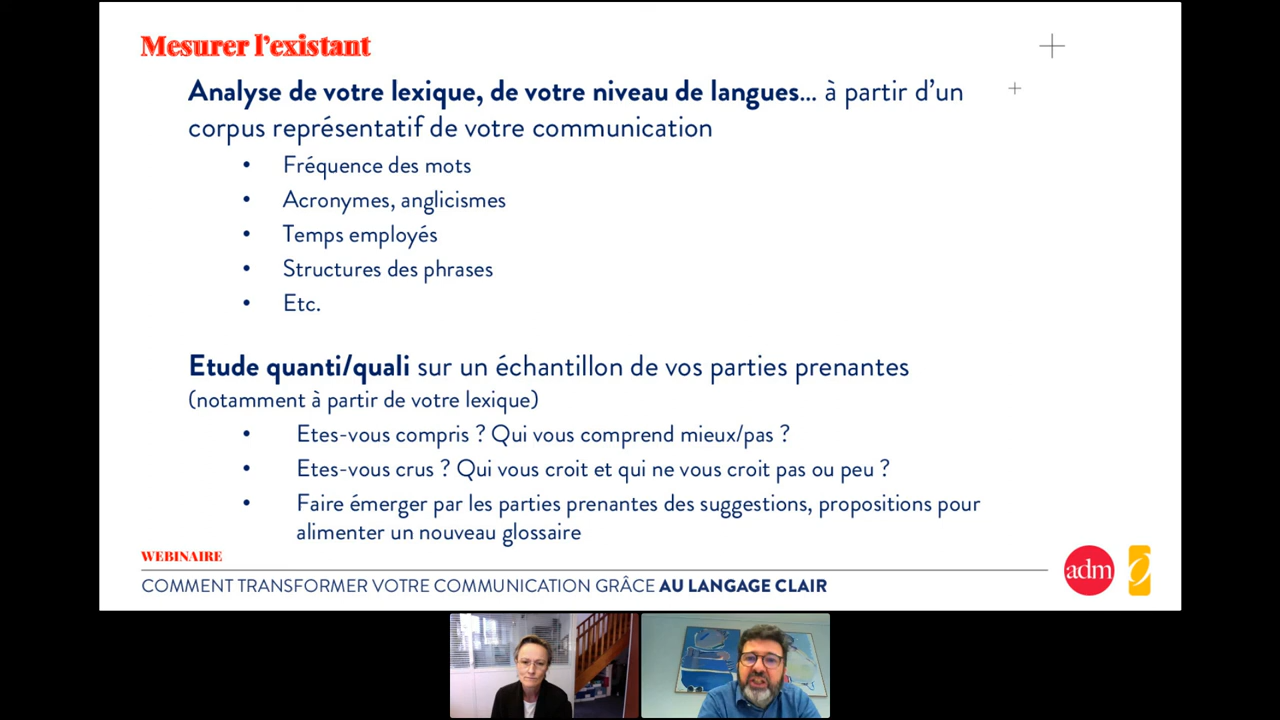 Mesurer l'existant
Analyse de votre lexique, de votre niveau de langues... à partir d'un
corpus représentatif de votre communication
• Fréquence des mots
• Acronymes, anglicismes
• Temps employés
• Structures des phrases
• Etc.
Etude quanti/quali sur un échantillon de vos parties prenantes
(notamment à partir de votre lexique)
• Etes-vous compris ? Qui vous comprend mieux/pas ?
• Etes-vous crus ? Qui vous croit et qui ne vous croit pas ou peu ?
• Faire émerger par les parties prenantes des suggestions, propositions pour
alimenter un nouveau glossaire
WEBINAIRE
COMMENT TRANSFORMER VOTRE COMMUNICATION GRÂCE AU LANGAGE CLAIR
adm